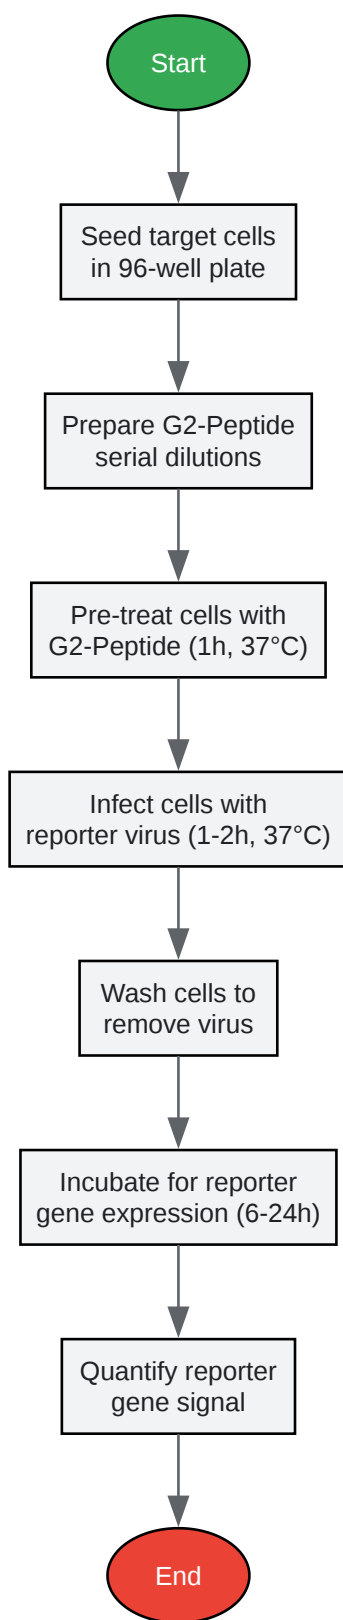 Start
Seed target cells
in 96-well plate
Prepare G2-Peptide
serial dilutions
Pre-treat cells with
G2-Peptide (1h, 37°C)
Infect cells with
reporter virus (1-2h, 37°C)
Wash cells to
remove virus
Incubate for reporter
gene expression (6-24h)
Quantify reporter
gene signal
End